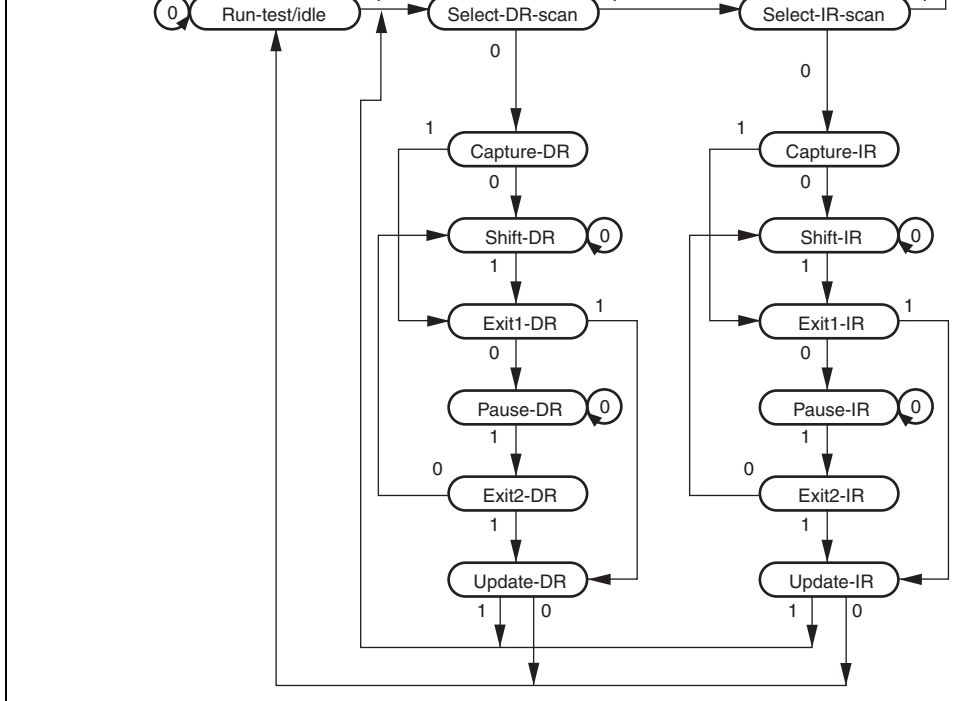 0 Run-test/idle Select-DR-scan Select-IR-scan
0 0
1 Capture-DR 1 Capture-IR
0 0
Shift-DR 0 Shift-IR 0
1 1
Exit1-DR 1 Exit1-IR 1
0 0
Pause-DR 0 Pause-IR 0
1 1
0 Exit2-DR 0 Exit2-IR
1 1
Update-DR Update-IR
1 0 1 0